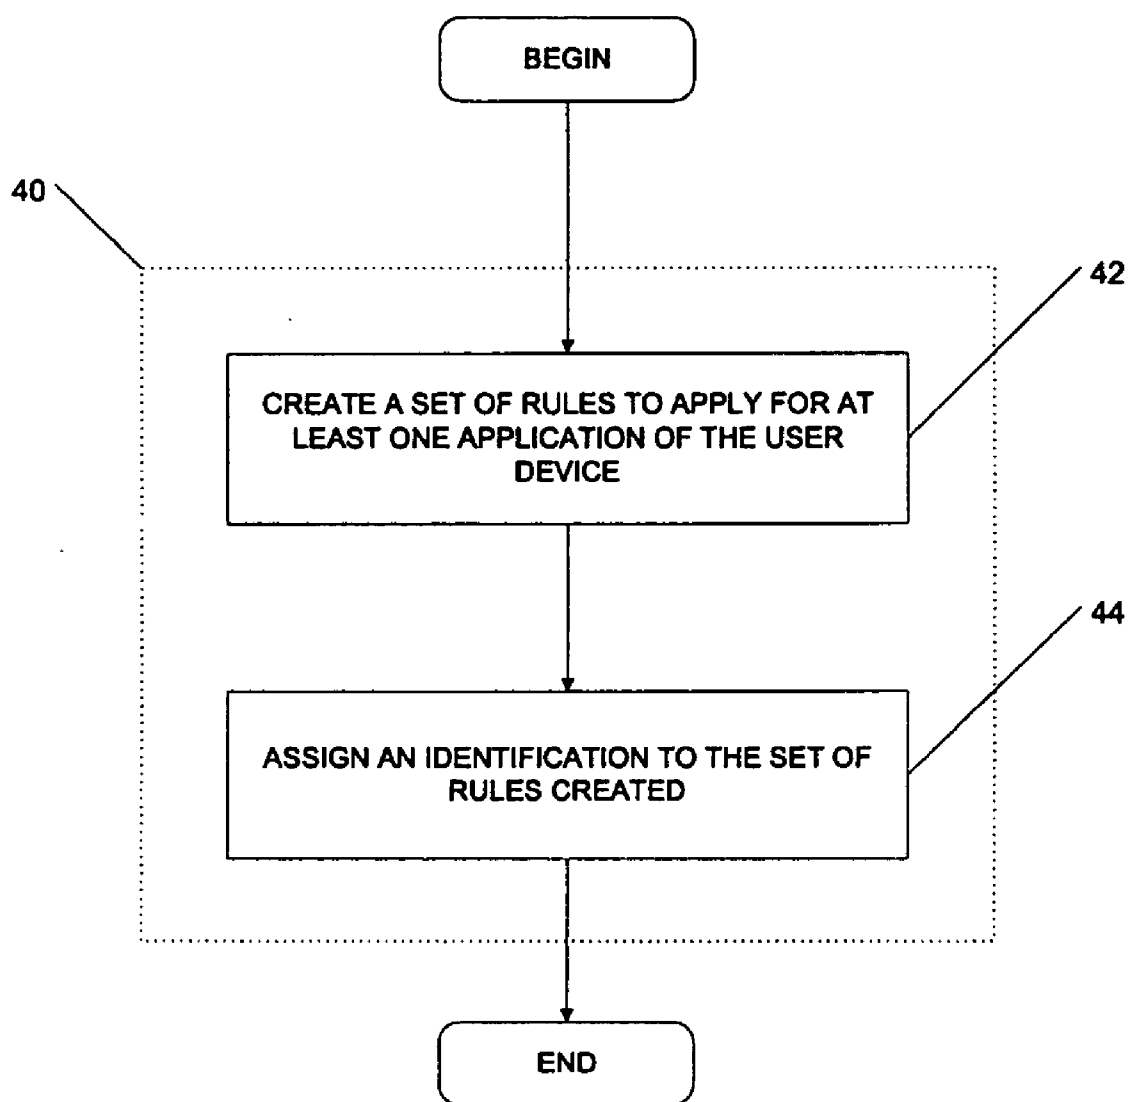 BEGIN
40
42
CREATE A SET OF RULES TO APPLY FOR AT
LEAST ONE APPLICATION OF THE USER
DEVICE
44
ASSIGN AN IDENTIFICATION TO THE SET OF
RULES CREATED
END